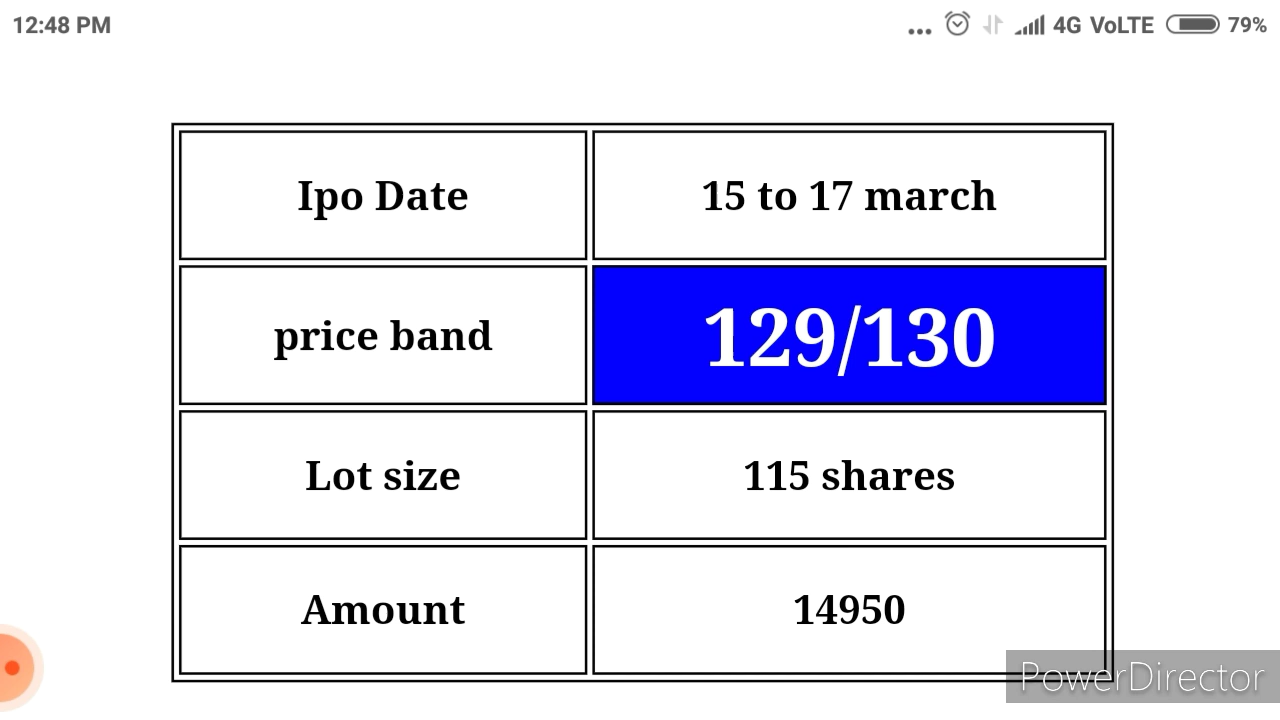 12:48 PM ... 4G VoLTE 79%
Ipo Date 15 to 17 march
price band 129/130
Lot size 115 shares
Amount 14950
PowerDirector